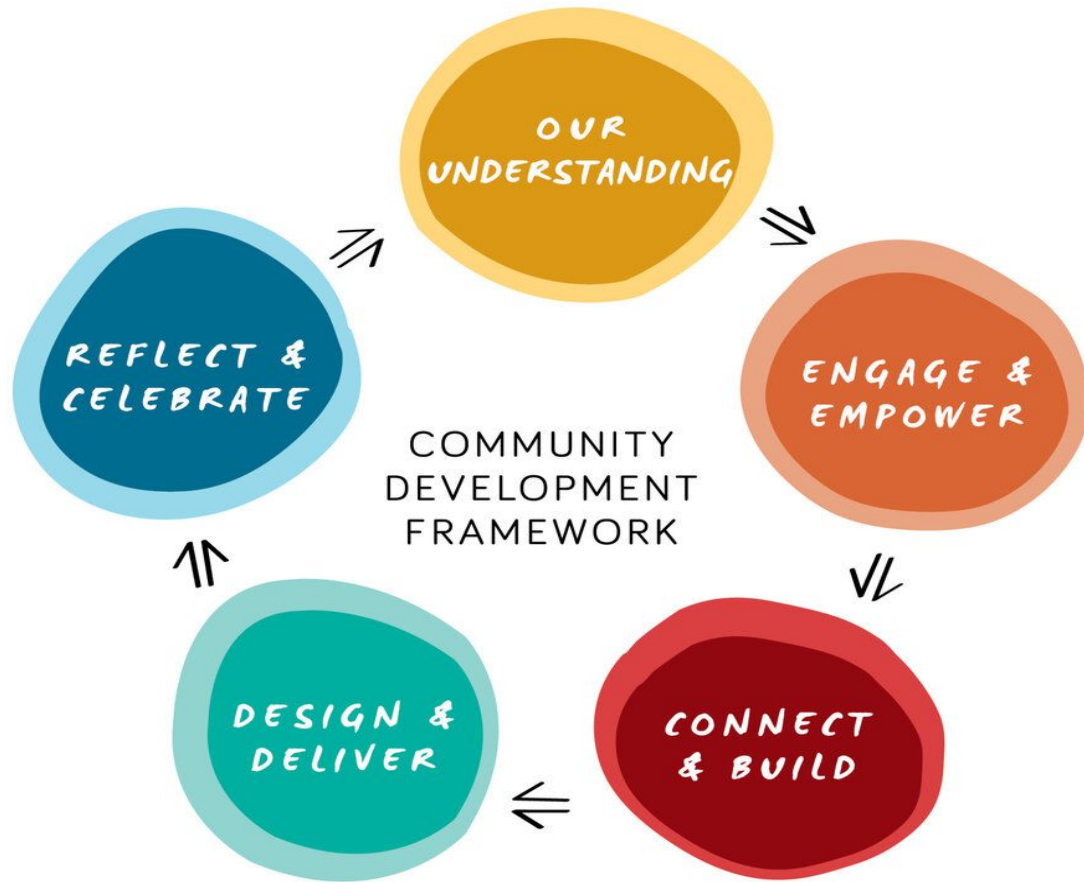 OUR
UNDERSTANDING
ENGAGE &
EMPOWER
CONNECT
& BUILD
DESIGN &
DELIVER
REFLECT &
CELEBRATE
COMMUNITY
DEVELOPMENT
FRAMEWORK